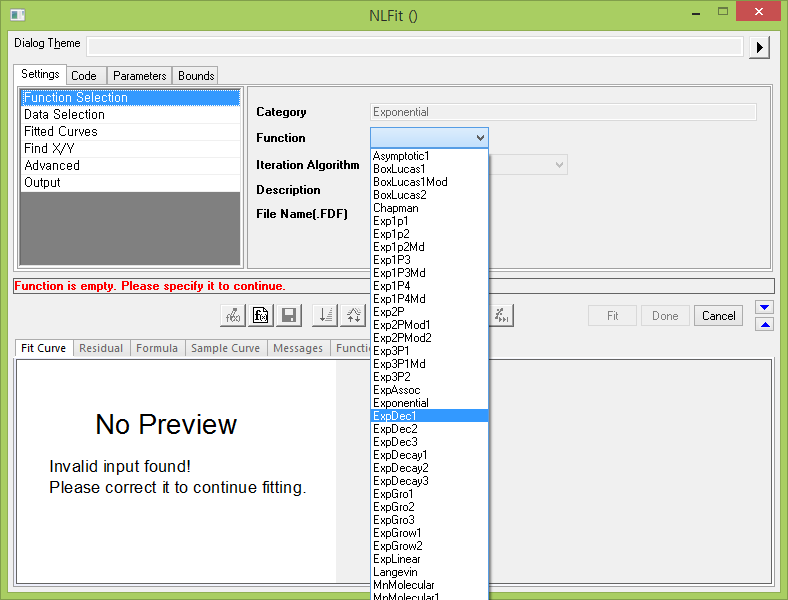 NLFit ()
Dialog Theme
Settings Code Parameters Bounds
Function Selection
Data Selection
Fitted Curves
Find X/Y
Advanced
Output
Category Exponential
Function
Iteration Algorithm
Description
File Name(.FDF)
Asymptotic1
BoxLucas1
BoxLucas1Mod
BoxLucas2
Chapman
Exp1p1
Exp1p2
Exp1p2Md
Exp1P3
Exp1P3Md
Exp1P4
Exp1P4Md
Exp2P
Exp2PMod1
Exp2PMod2
Exp3P1
Exp3P1Md
Exp3P2
ExpAssoc
Exponential
ExpDec1
ExpDec2
ExpDec3
ExpDecay1
ExpDecay2
ExpDecay3
ExpGro1
ExpGro2
ExpGro3
ExpGrow1
ExpGrow2
ExpLinear
Langevin
MnMolecular
MnMolecular1
Function is empty. Please specify it to continue.
Fit Done Cancel
Fit Curve Residual Formula Sample Curve Messages Functi
No Preview
Invalid input found!
Please correct it to continue fitting.